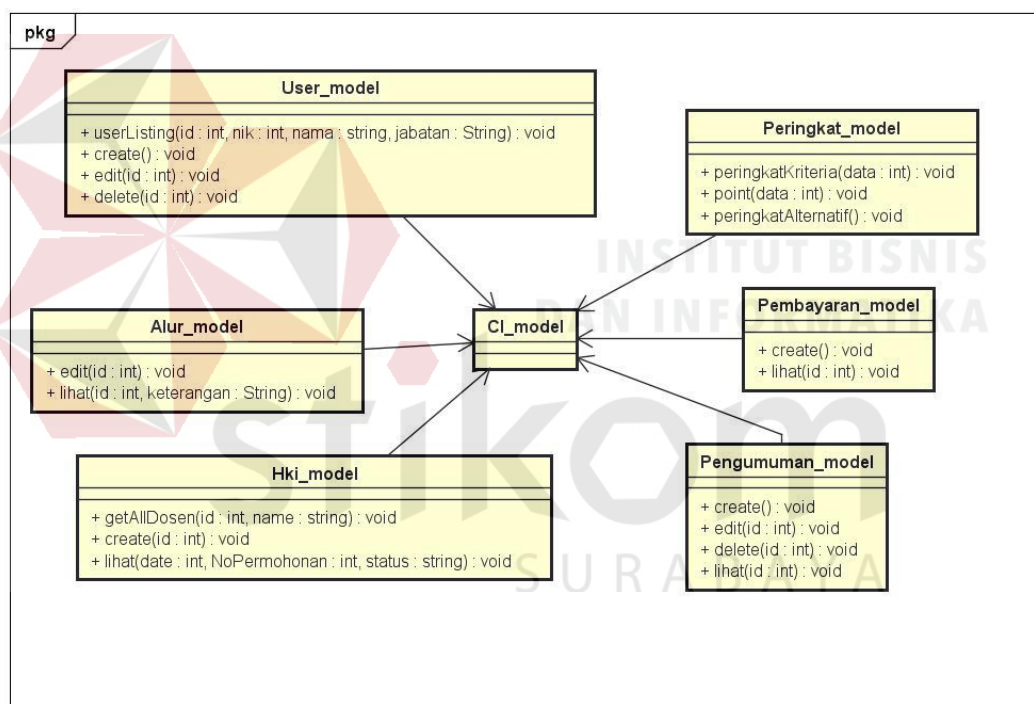 pkg
User_model
+ userListing(id : int, nik : int, nama : string, jabatan : String) : void
+ create() : void
+ edit(id : int) : void
+ delete(id : int) : void
Peringkat_model
+ peringkatKriteria(data : int) : void
+ point(data : int) : void
+ peringkatAlternatif() : void
INSTITUT BISNIS
DAN INFORMATIKA
Alur_model
+ edit(id : int) : void
+ lihat(id : int, keterangan : String) : void
CI_model
Pembayaran_model
+ create() : void
+ lihat(id : int) : void
stikom
Hki_model
+ getAllDosen(id : int, name : string) : void
+ create(id : int) : void
+ lihat(date : int, NoPermohonan : int, status : string) : void
Pengumuman_model
+ create() : void
+ edit(id : int) : void
+ delete(id : int) : void
+ lihat(id : int) : void
SURABAYA